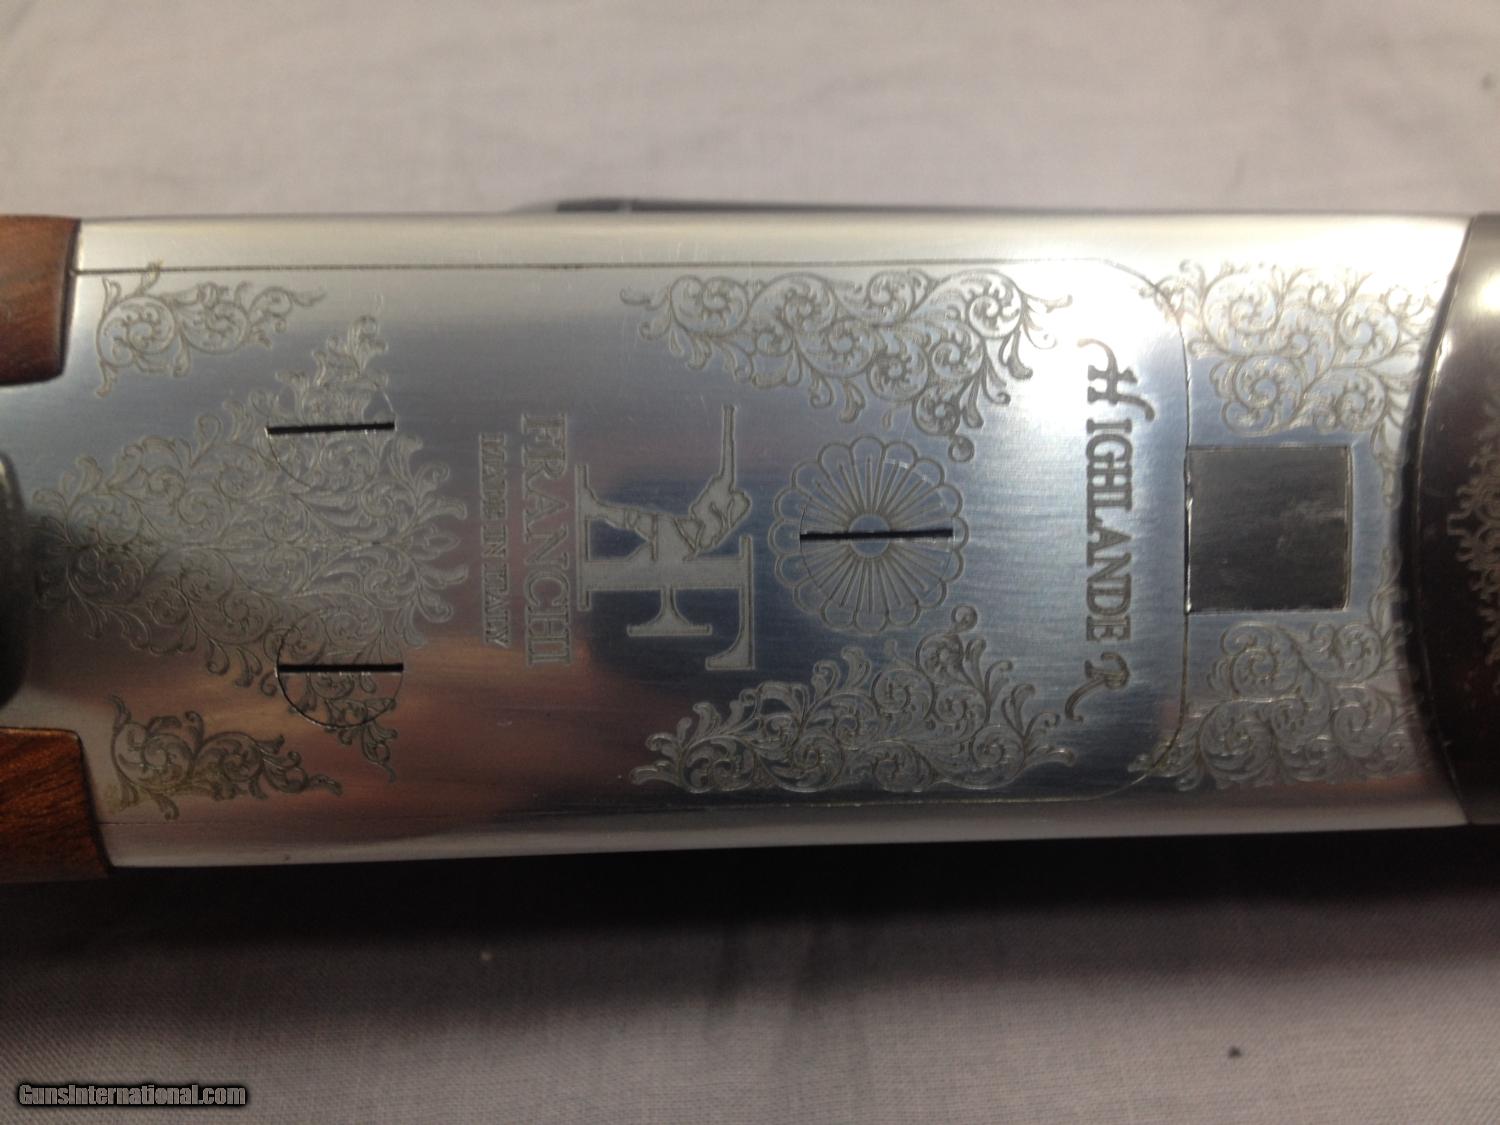 HIGHLANDER
F
FRANCHI
MADE IN ITALY
GunsInternational.com